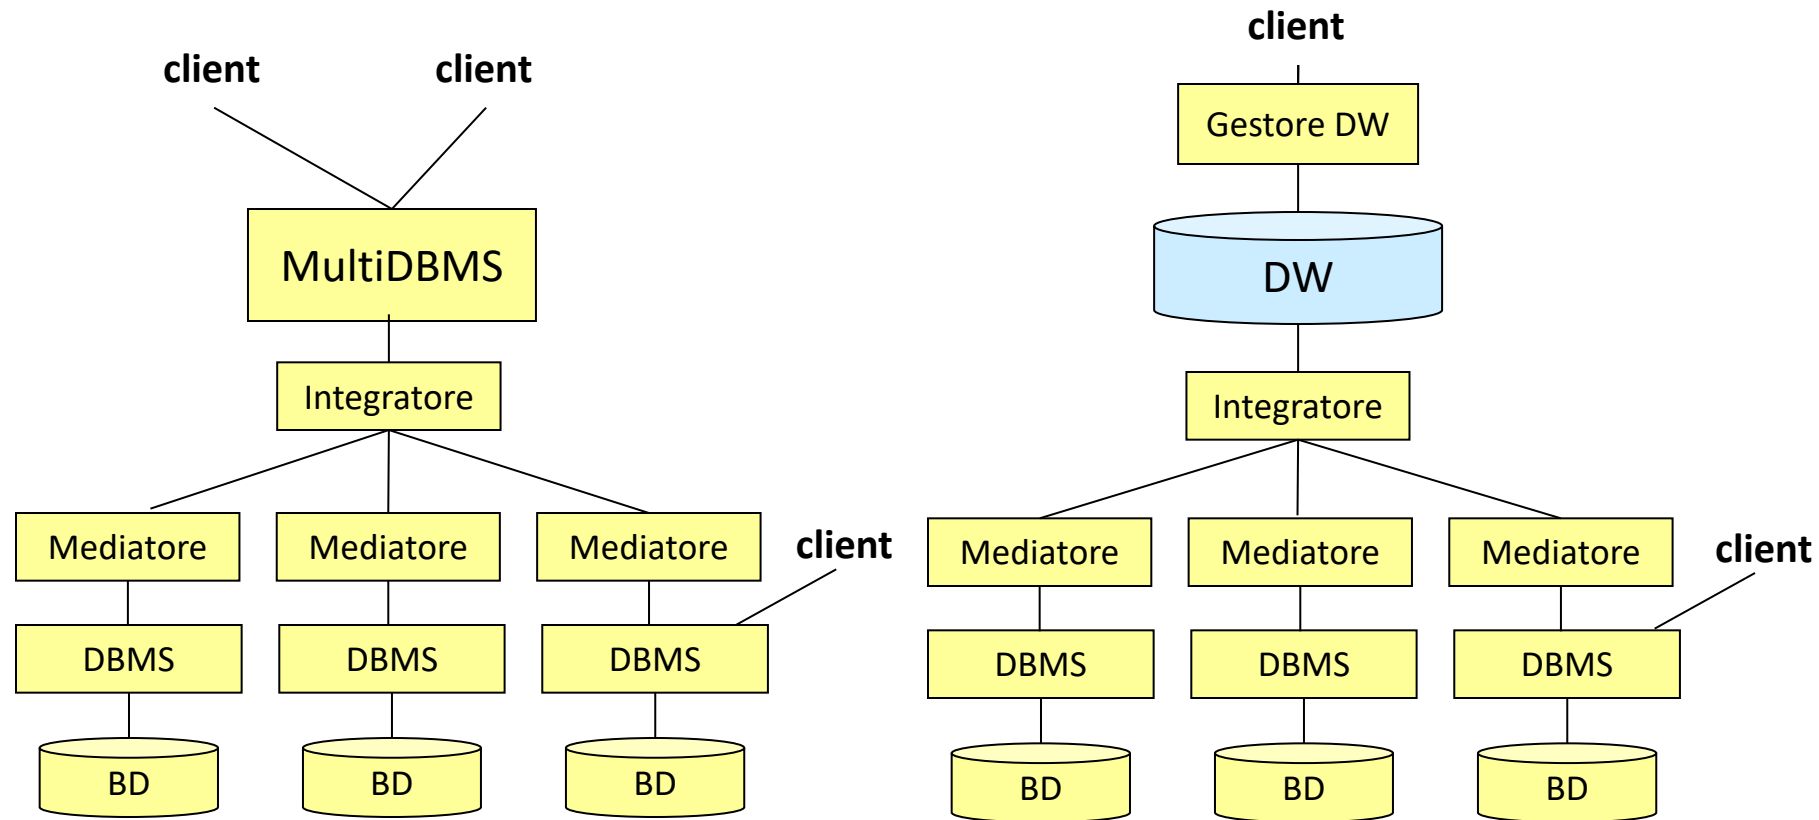 client client
MultiDBMS
Integratore
Mediatore Mediatore Mediatore
client
DBMS DBMS DBMS
BD BD BD
client
Gestore DW
DW
Integratore
Mediatore Mediatore Mediatore
client
DBMS DBMS DBMS
BD BD BD